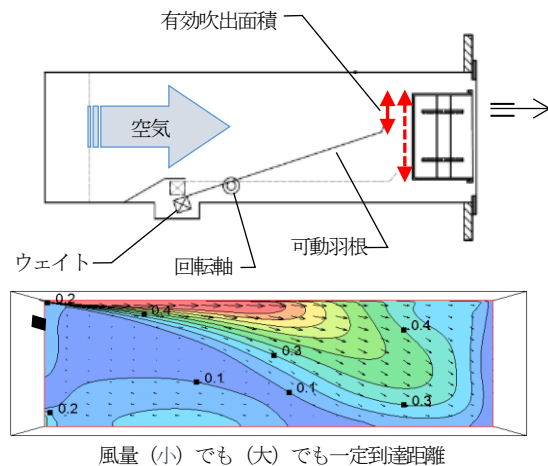 有効吹出面積
空気
ウェイト
回転軸
可動羽根
0.2
0.4
0.4
0.3
0.1
0.1
0.3
0.2
風量（小）でも（大）でも一定到達距離